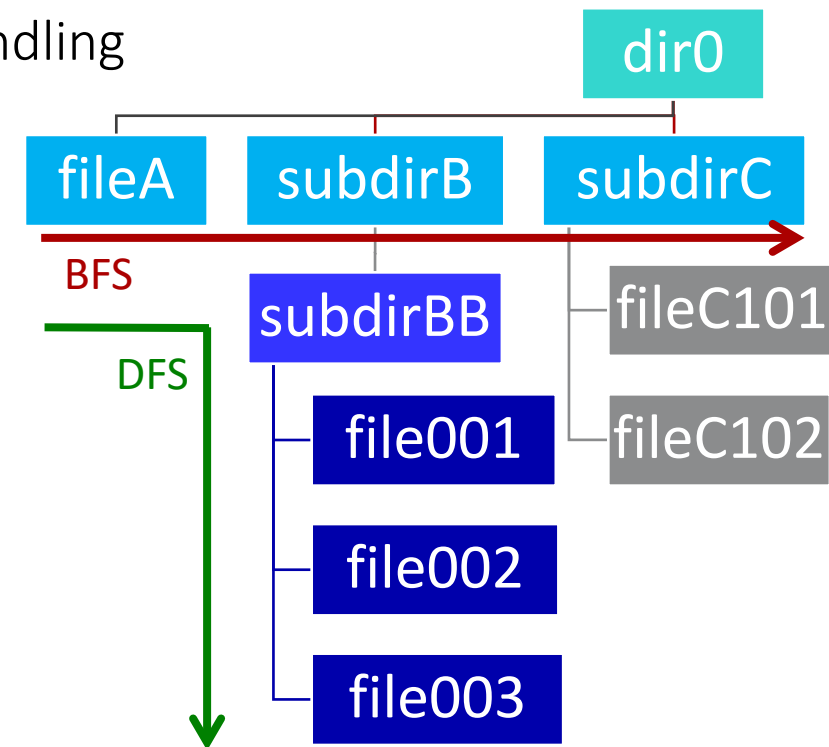 ndling
dir0
fileA
subdirB
subdirC
BFS
subdirBB
fileC101
DFS
file001
fileC102
file002
file003